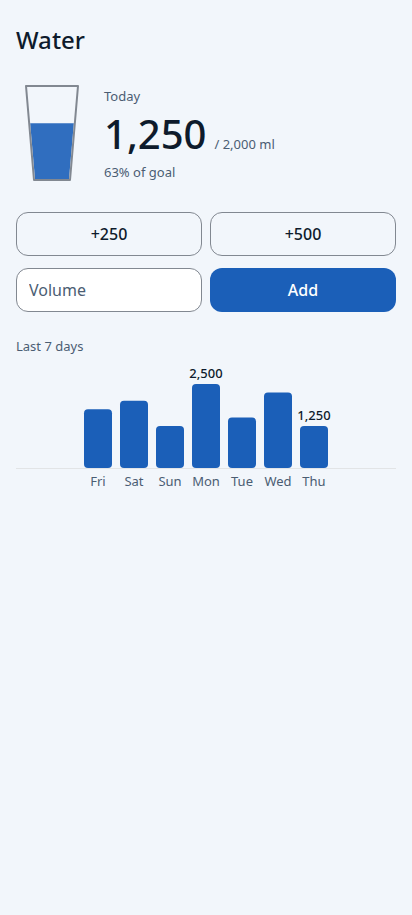 Water
Today
1,250 / 2,000 ml
63% of goal
+250
+500
Volume
Add
Last 7 days
2,500
1,250
Fri Sat Sun Mon Tue Wed Thu